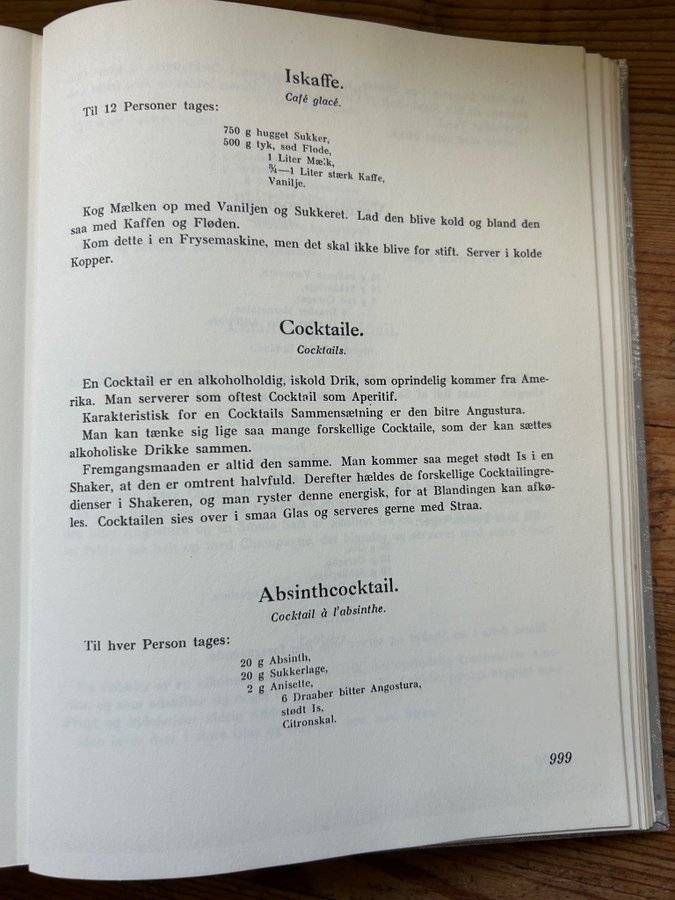 Iskaffe.
Café glacé.
Til 12 Personer tages:
750 g hugget Sukker,
500 g tyk, sød Fløde,
1 Liter Mælk,
¾—1 Liter stærk Kaffe,
Vanilje.
Kog Mælken op med Vaniljen og Sukkeret. Lad den blive kold og bland den
saa med Kaffen og Fløden.
Kom dette i en Frysemaskine, men det skal ikke blive for stift. Server i kolde
Kopper.
Cocktaile.
Cocktails.
En Cocktail er en alkoholholdig, iskold Drik, som oprindelig kommer fra Ame-
rika. Man serverer som oftest Cocktail som Aperitif.
Karakteristisk for en Cocktails Sammensætning er den bitre Angustura.
Man kan tænke sig lige saa mange forskellige Cocktaile, som der kan sættes
alkoholiske Drikke sammen.
Fremgangsmaaden er altid den samme. Man kommer saa meget stødt Is i en
Shaker, at den er omtrent halvfuld. Derefter hældes de forskellige Cocktailingre-
dienser i Shakeren, og man ryster denne energisk, for at Blandingen kan afkø-
les. Cocktailen sies over i smaa Glas og serveres gerne med Straa.
Absinthcocktail.
Cocktail à l'absinthe.
Til hver Person tages:
20 g Absinth,
20 g Sukkerlage,
2 g Anisette,
6 Draaber bitter Angostura,
stødt Is,
Citronskal.
999